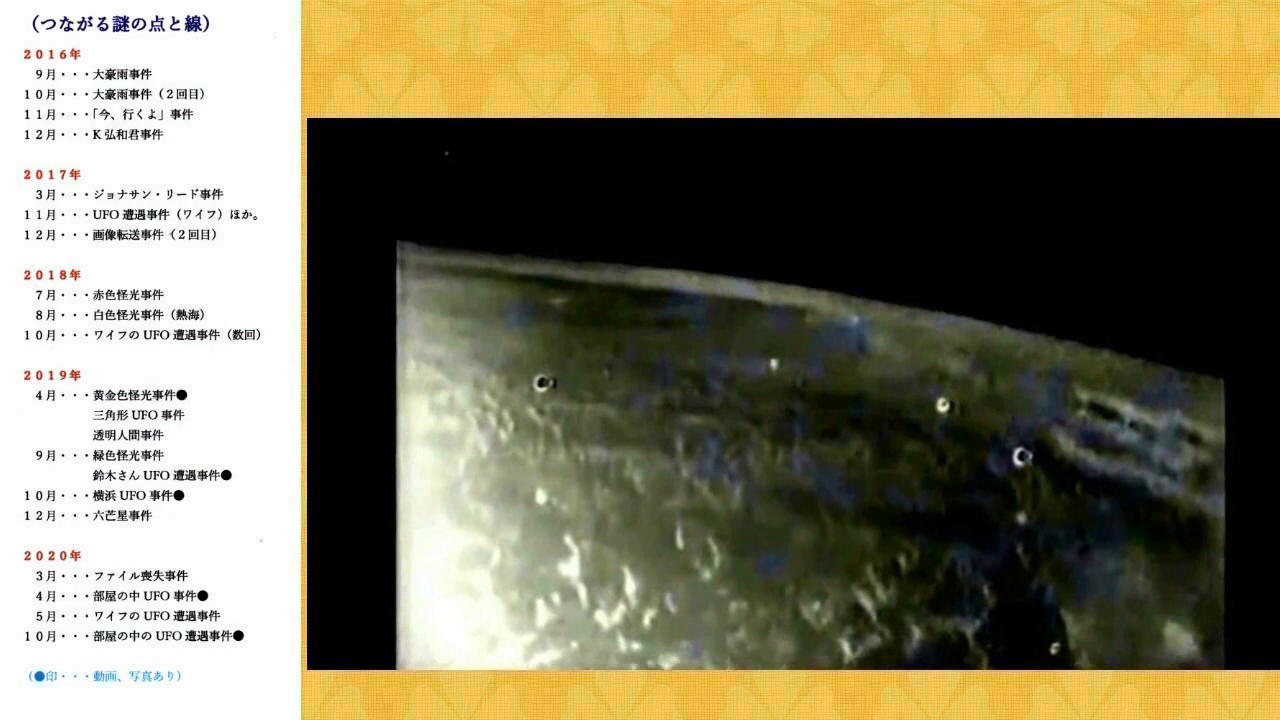 （つながる謎の点と線）
２０１６年
９月・・・大豪雨事件
１０月・・・大豪雨事件（２回目）
１１月・・・「今、行くよ」事件
１２月・・・K 弘和君事件
２０１７年
３月・・・ジョナサン・リード事件
１１月・・・UFO 遭遇事件（ワイフ）ほか。
１２月・・・画像転送事件（２回目）
２０１８年
７月・・・赤色怪光事件
８月・・・白色怪光事件（熱海）
１０月・・・ワイフの UFO 遭遇事件（数回）
２０１９年
４月・・・黄金色怪光事件●
三角形 UFO 事件
透明人間事件
９月・・・緑色怪光事件
鈴木さん UFO 遭遇事件●
１０月・・・横浜 UFO 事件●
１２月・・・六芒星事件
２０２０年
３月・・・ファイル喪失事件
４月・・・部屋の中 UFO 事件●
５月・・・ワイフの UFO 遭遇事件
１０月・・・部屋の中の UFO 遭遇事件●
（●印・・・動画、写真あり）